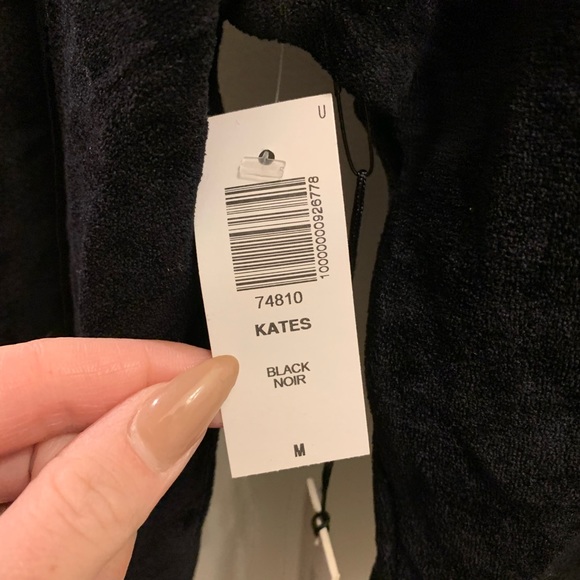 U
10000000926778
74810
KATES
BLACK
NOIR
M